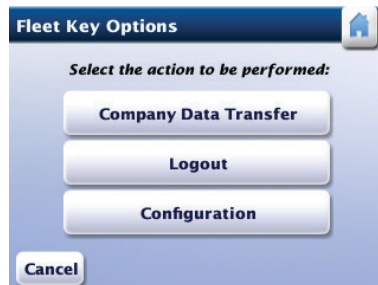 Fleet Key Options
Select the action to be performed:
Company Data Transfer
Logout
Configuration
Cancel